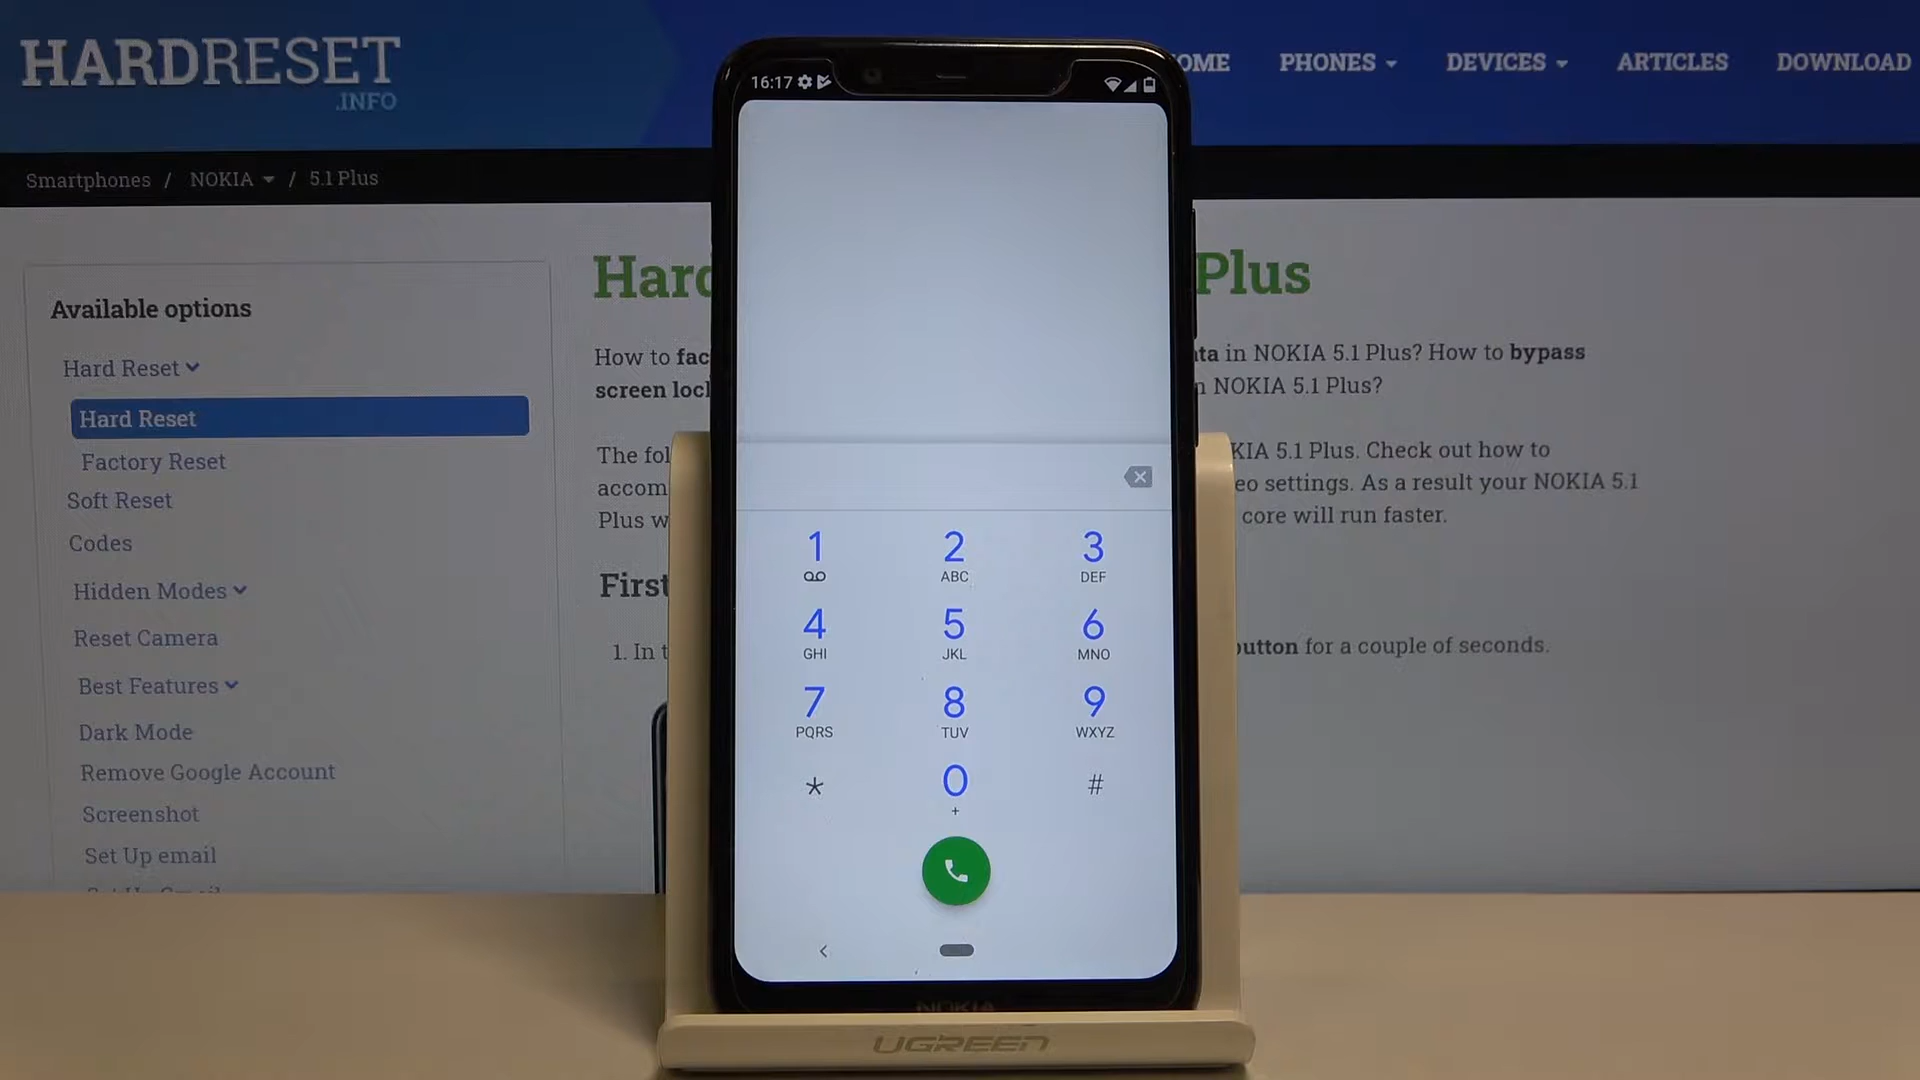 HARDRESET
.INFO
OME PHONES DEVICES ARTICLES DOWNLOAD
Smartphones / NOKIA / 5.1 Plus
Available options
Hard Reset
Hard Reset
Factory Reset
Soft Reset
Codes
Hidden Modes
Reset Camera
Best Features
Dark Mode
Remove Google Account
Screenshot
Set Up email
Hard Plus
How to fac ta in NOKIA 5.1 Plus? How to bypass
screen loc n NOKIA 5.1 Plus?
The fol KIA 5.1 Plus. Check out how to
accom eo settings. As a result your NOKIA 5.1
Plus w core will run faster.
First
1. In t button for a couple of seconds.
16:17
1 2 3
ABC DEF
4 5 6
GHI JKL MNO
7 8 9
PQRS TUV WXYZ
* 0 #
+
NOKIA
UGREEN